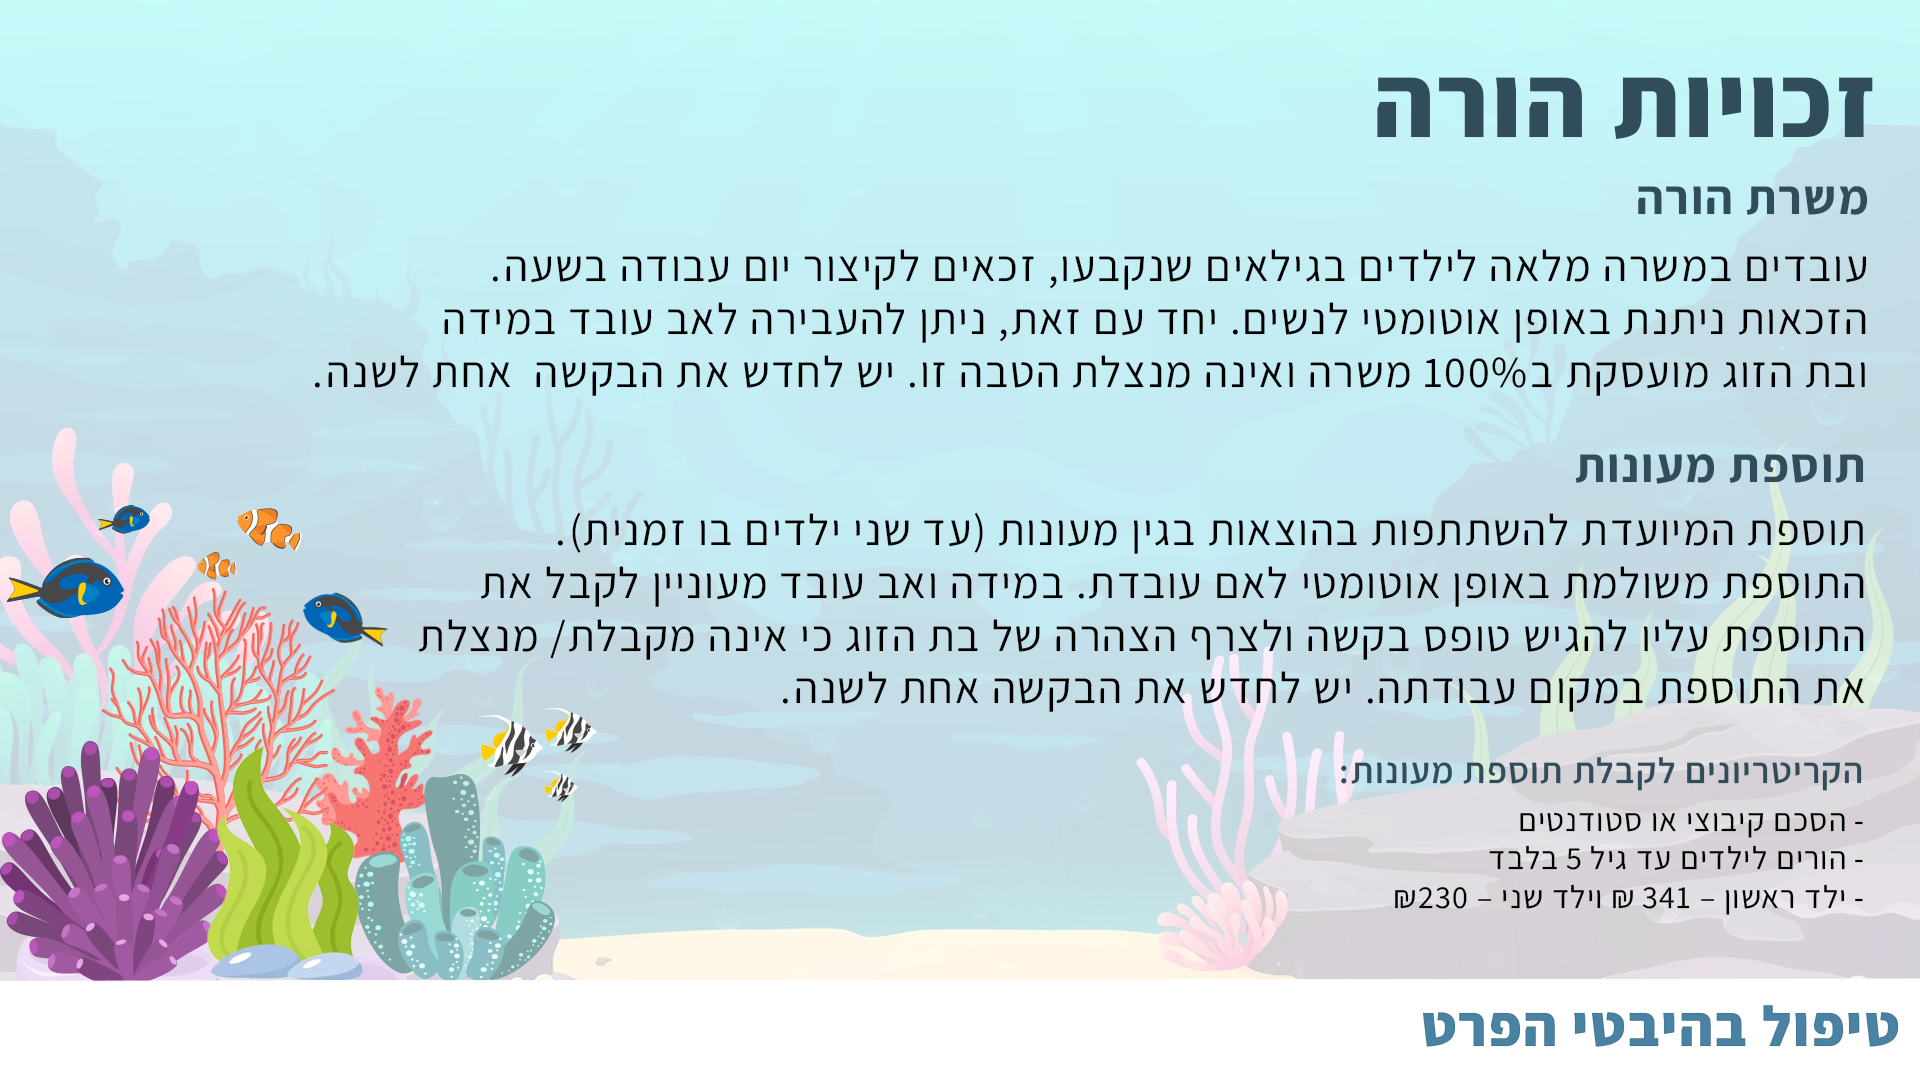 זכויות הורה
משרת הורה
עובדים במשרה מלאה לילדים בגילאים שנקבעו, זכאים לקיצור יום עבודה בשעה.
הזכאות ניתנת באופן אוטומטי לנשים. יחד עם זאת, ניתן להעבירה לאב עובד במידה
ובת הזוג מועסקת ב100% משרה ואינה מנצלת הטבה זו. יש לחדש את הבקשה  אחת לשנה.
תוספת מעונות
תוספת המיועדת להשתתפות בהוצאות בגין מעונות (עד שני ילדים בו זמנית).
התוספת משולמת באופן אוטומטי לאם עובדת. במידה ואב עובד מעוניין לקבל את
התוספת עליו להגיש טופס בקשה ולצרף הצהרה של בת הזוג כי אינה מקבלת/ מנצלת
את התוספת במקום עבודתה. יש לחדש את הבקשה אחת לשנה.
הקריטריונים לקבלת תוספת מעונות:
- הסכם קיבוצי או סטודנטים
- הורים לילדים עד גיל 5 בלבד
- ילד ראשון – 341 ₪ וילד שני – 230₪
טיפול בהיבטי הפרט